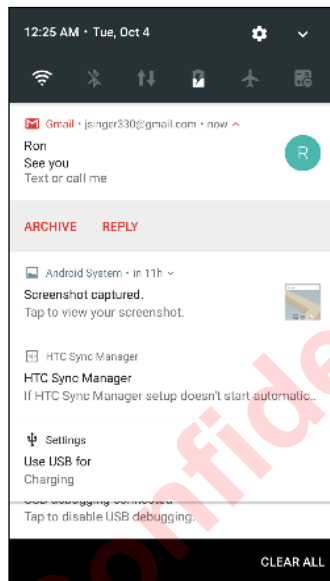 12:25 AM • Tue, Oct 4
Gmail • jsinger330@gmail.com • now
Ron
See you
Text or call me
R
ARCHIVE REPLY
Android System • in 11h
Screenshot captured.
Tap to view your screenshot.
HTC Sync Manager
HTC Sync Manager
If HTC Sync Manager setup doesn't start automatic..
Settings
Use USB for
Charging
USB debugging connected
Tap to disable USB debugging.
CLEAR ALL